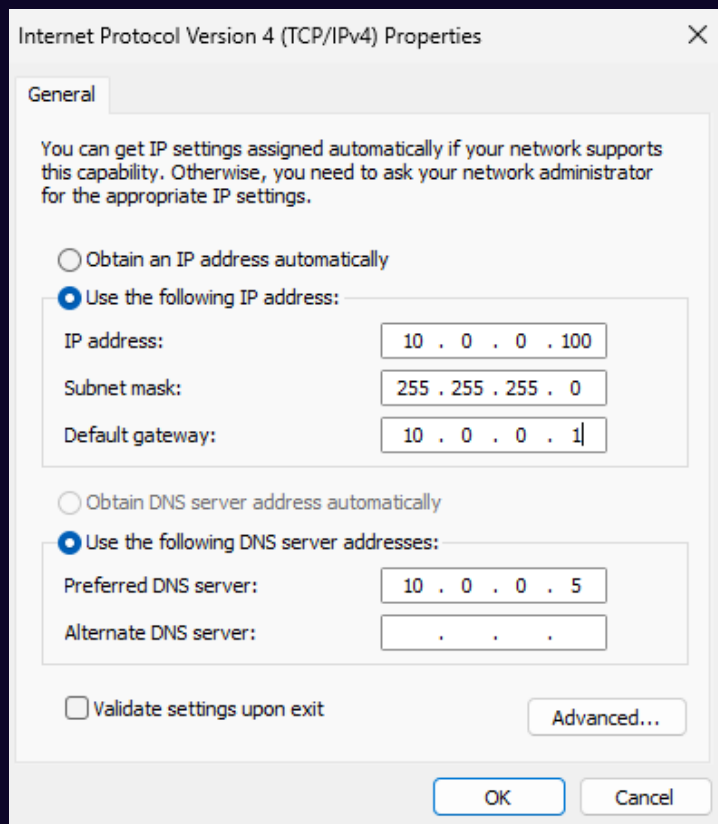 Internet Protocol Version 4 (TCP/IPv4) Properties
General
You can get IP settings assigned automatically if your network supports
this capability. Otherwise, you need to ask your network administrator
for the appropriate IP settings.
Obtain an IP address automatically
Use the following IP address:
IP address: 10 . 0 . 0 . 100
Subnet mask: 255 . 255 . 255 . 0
Default gateway: 10 . 0 . 0 . 1
Obtain DNS server address automatically
Use the following DNS server addresses:
Preferred DNS server: 10 . 0 . 0 . 5
Alternate DNS server: . . .
Validate settings upon exit
Advanced...
OK Cancel